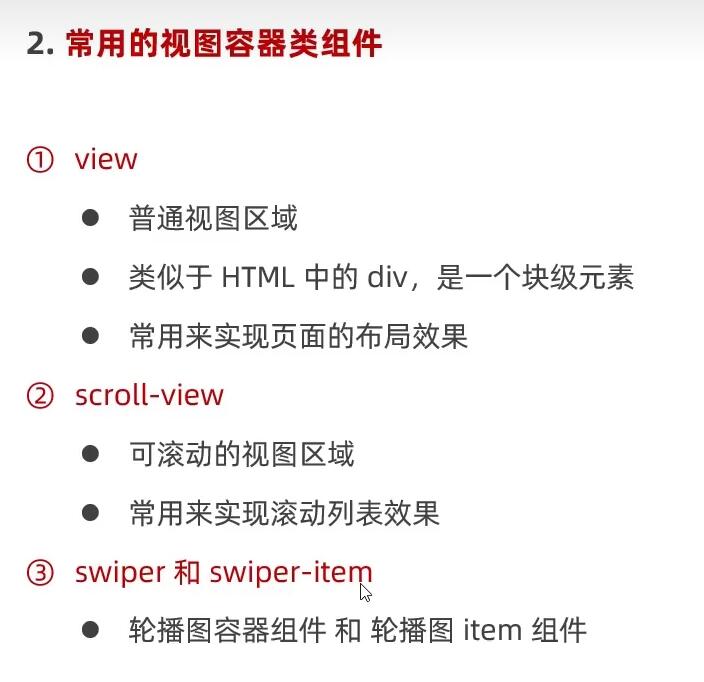 2. 常用的视图容器类组件
① view
● 普通视图区域
● 类似于 HTML 中的 div，是一个块级元素
● 常用来实现页面的布局效果
② scroll-view
● 可滚动的视图区域
● 常用来实现滚动列表效果
③ swiper 和 swiper-item
● 轮播图容器组件 和 轮播图 item 组件